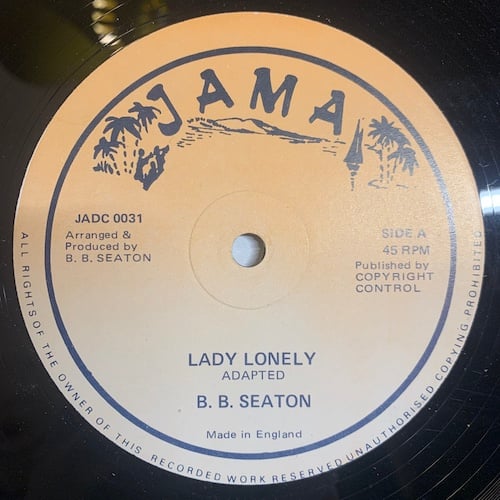 JAMA
JADC 0031
Arranged &
Produced by
B. B. SEATON
SIDE A
45 RPM
Published by
COPYRIGHT
CONTROL
LADY LONELY
ADAPTED
B. B. SEATON
Made in England
ALL RIGHTS OF THE OWNER OF THIS RECORDED WORK RESERVED UNAUTHORISED COPYING PROHIBITED